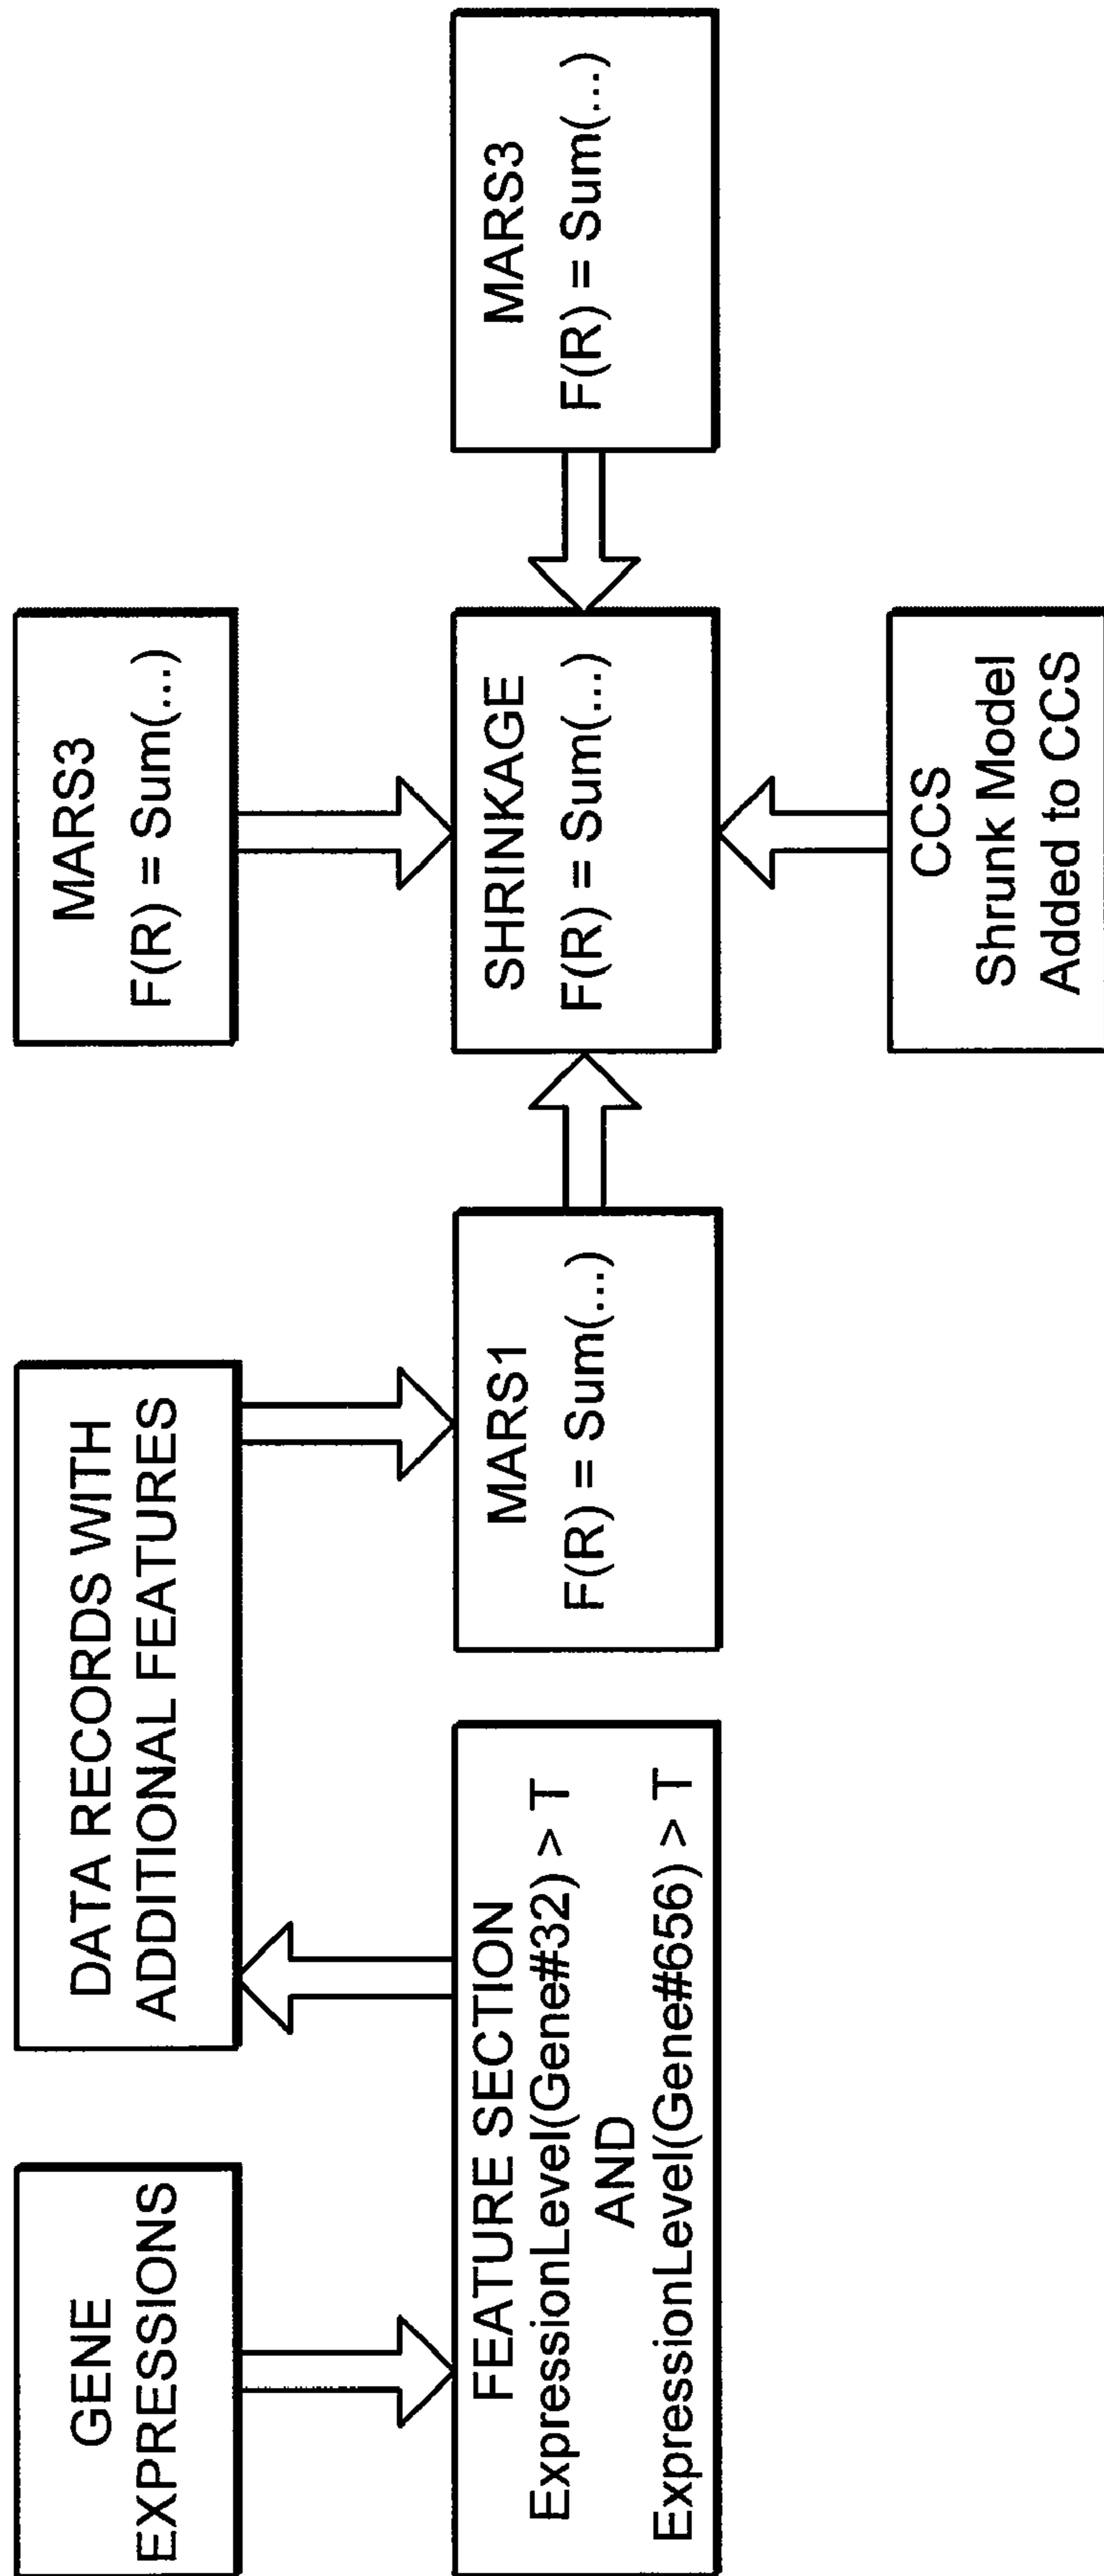 GENE
EXPRESSIONS
FEATURE SECTION
ExpressionLevel(Gene#32) > T
AND
ExpressionLevel(Gene#656) > T
DATA RECORDS WITH
ADDITIONAL FEATURES
MARS1
F(R) = Sum(...)
MARS3
F(R) = Sum(...)
SHRINKAGE
F(R) = Sum(...)
CCS
Shrunk Model
Added to CCS
MARS3
F(R) = Sum(...)